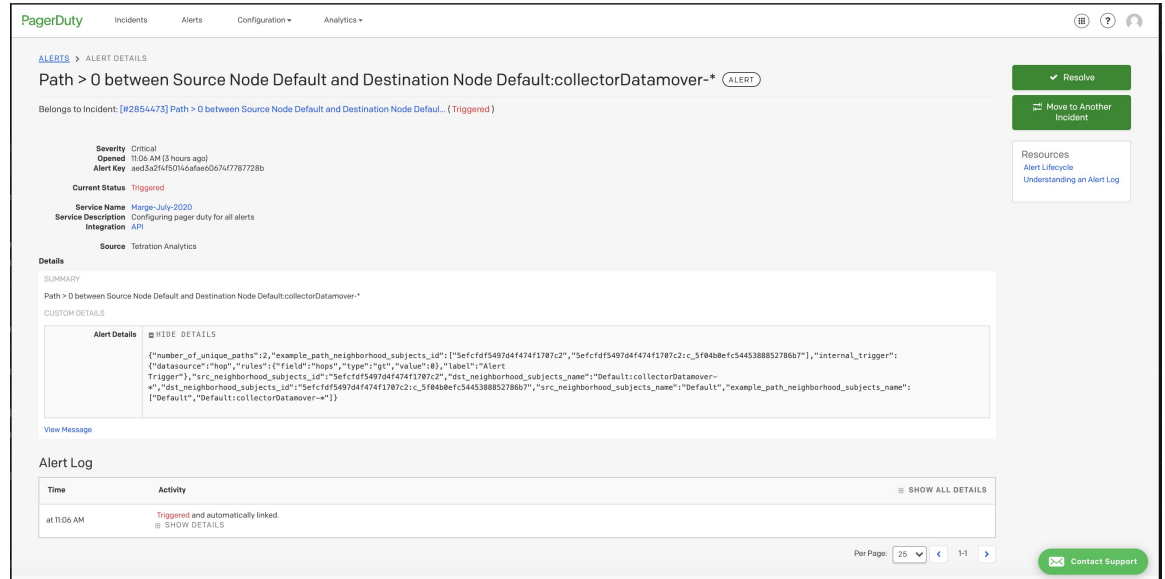 PagerDuty Incidents Alerts Configuration Analytics ?
ALERTS > ALERT DETAILS
Path > 0 between Source Node Default and Destination Node Default:collectorDatamover-* ALERT
Resolve
Move to Another
Incident
Belongs to Incident: [#2854473] Path > 0 between Source Node Default and Destination Node Defaul... ( Triggered )
Severity Critical
Opened 11:06 AM (3 hours ago)
Alert Key aed3a2f4f50146afae60674f7787728b
Current Status Triggered
Service Name Marge-July-2020
Service Description Configuring pager duty for all alerts
Integration API
Source Tetration Analytics
Resources
Alert Lifecycle
Understanding an Alert Log
Details
SUMMARY
Path > 0 between Source Node Default and Destination Node Default:collectorDatamover-*
CUSTOM DETAILS
Alert Details HIDE DETAILS
{"number_of_unique_paths":2,"example_path_neighborhood_subjects_id":["5efcfdf5497d4f474f1707c2","5efcfdf5497d4f474f1707c2:c_5f04b0efc5445388852786b7"],"internal_trigger":
{"datasource":"hop","rules":{"field":"hops","type":"gt","value":0},"label":"Alert
Trigger"},"src_neighborhood_subjects_id":"5efcfdf5497d4f474f1707c2","dst_neighborhood_subjects_name":"Default:collectorDatamover-
*","dst_neighborhood_subjects_id":"5efcfdf5497d4f474f1707c2:c_5f04b0efc5445388852786b7","src_neighborhood_subjects_name":"Default","example_path_neighborhood_subjects_name":
["Default","Default:collectorDatamover-*"]}
View Message
Alert Log
Time Activity SHOW ALL DETAILS
at 11:06 AM Triggered and automatically linked.
SHOW DETAILS
Per Page: 25 1-1
Contact Support